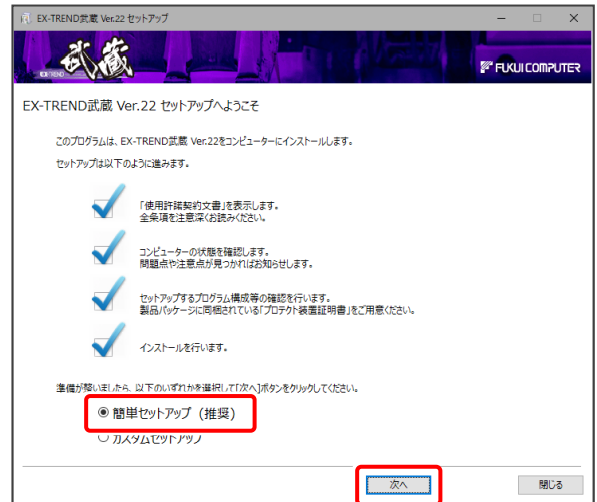 EX-TREND武蔵 Ver.22 セットアップ
武蔵
EX-TREND
FUKUI COMPUTER
EX-TREND武蔵 Ver.22 セットアップへようこそ
このプログラムは、EX-TREND武蔵 Ver.22をコンピューターにインストールします。
セットアップは以下のように進みます。
「使用許諾契約文書」を表示します。
全条項を注意深くお読みください。
コンピューターの状態を確認します。
問題点や注意点が見つかればお知らせします。
セットアップするプログラム構成等の確認を行います。
製品パッケージに同梱されている「プロテクト装置証明書」をご用意ください。
インストールを行います。
準備が整いましたら、以下のいずれかを選択して「次へ」ボタンをクリックしてください。
簡単セットアップ（推奨）
カスタムセットアップ
次へ
閉じる